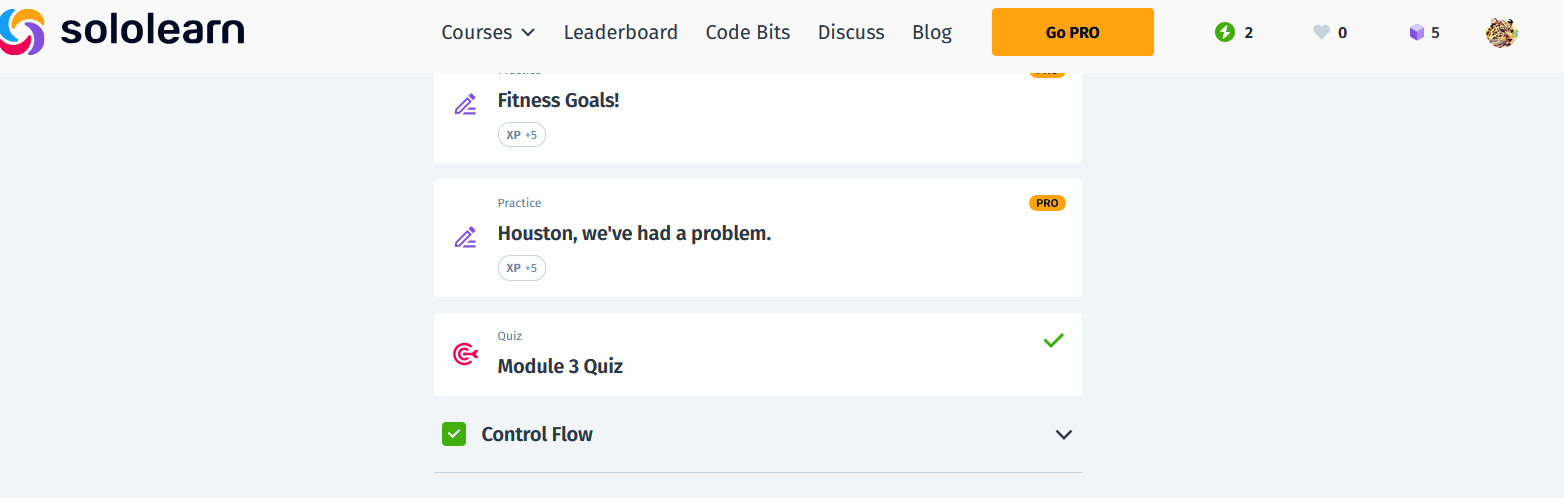 sololearn
Courses Leaderboard Code Bits Discuss Blog Go PRO 2 0 5
Fitness Goals!
XP +5
Practice PRO
Houston, we've had a problem.
XP +5
Quiz
Module 3 Quiz
Control Flow